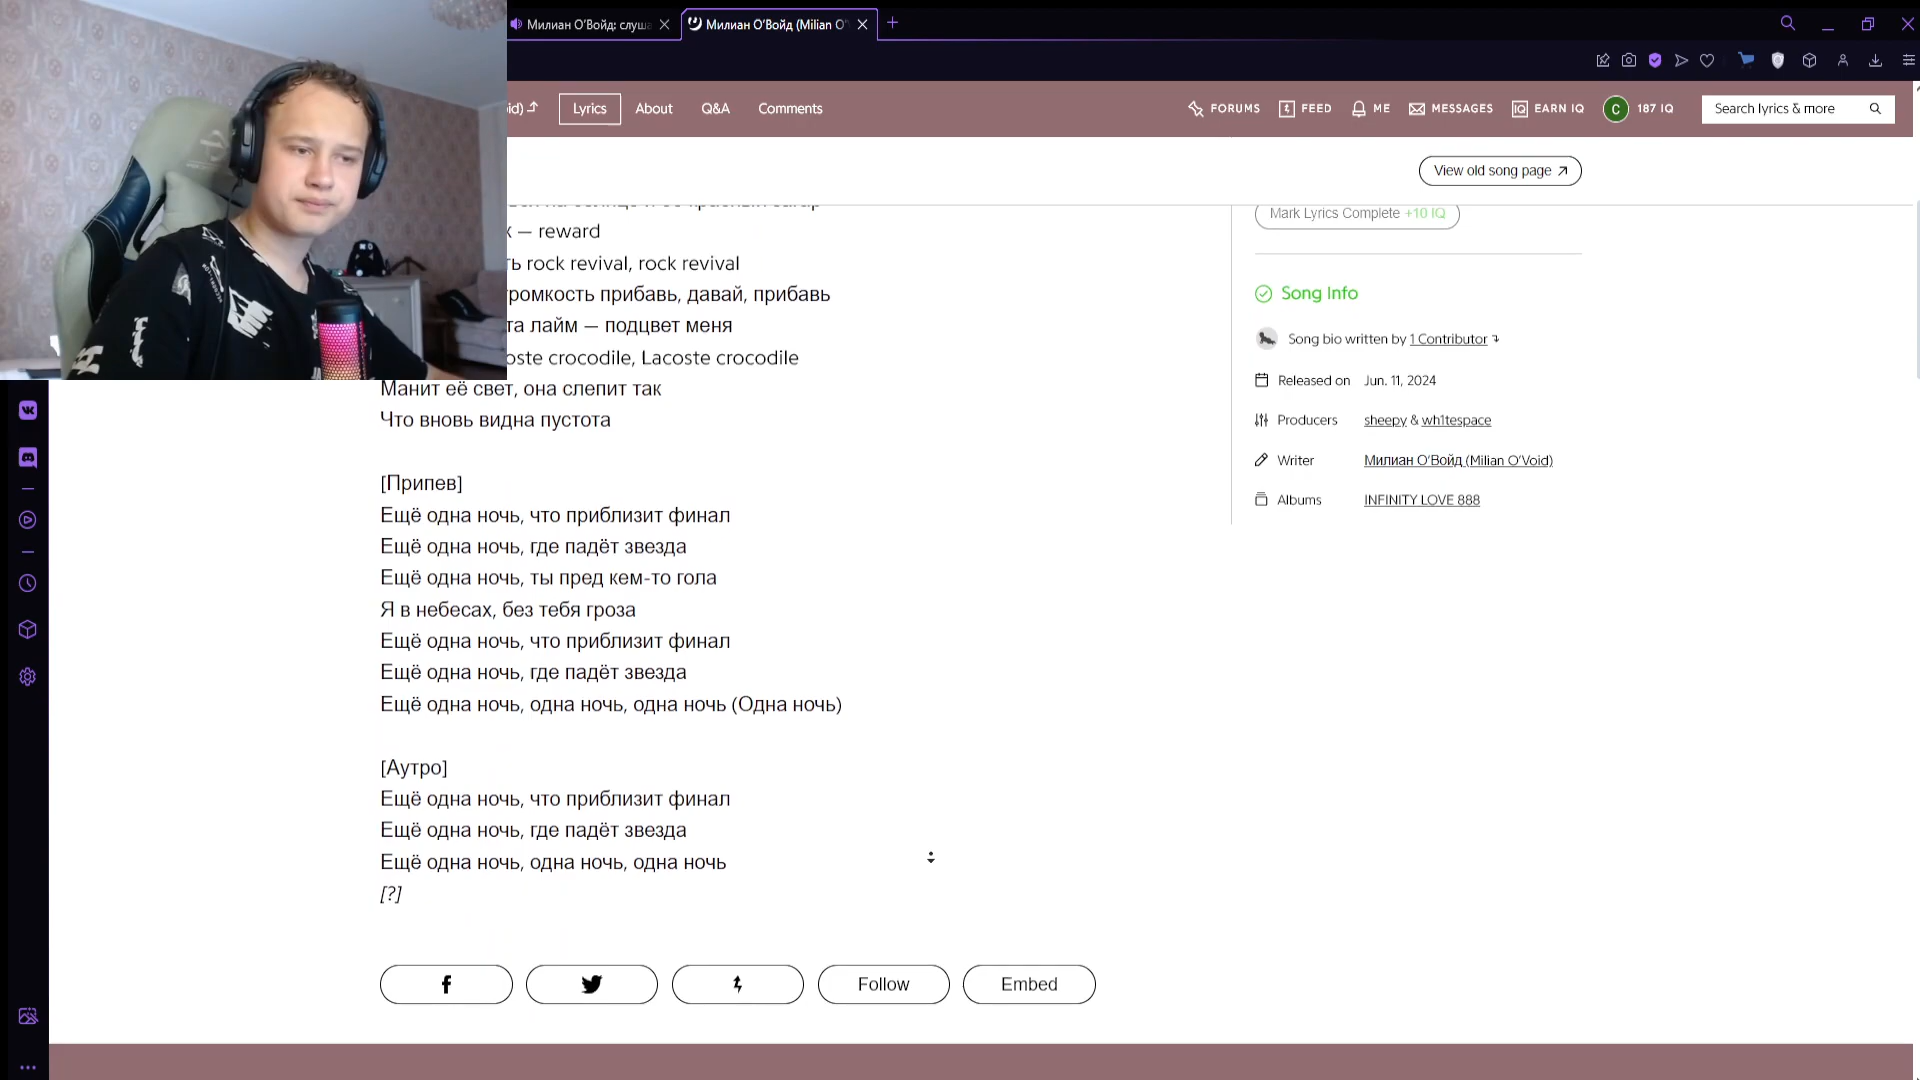 Милиан О'Войд: слуша
Милиан О'Войд (Milian O'
Lyrics
About
Q&A
Comments
FORUMS
FEED
ME
MESSAGES
EARN IQ
C
187 IQ
Search lyrics & more
View old song page
Mark Lyrics Complete +10 IQ
— reward
rock revival, rock revival
громкость прибавь, давай, прибавь
лайм — подцвет меня
crocodile, Lacoste crocodile
Манит её свет, она слепит так
Что вновь видна пустота
[Припев]
Ещё одна ночь, что приблизит финал
Ещё одна ночь, где падёт звезда
Ещё одна ночь, ты пред кем-то гола
Я в небесах, без тебя гроза
Ещё одна ночь, что приблизит финал
Ещё одна ночь, где падёт звезда
Ещё одна ночь, одна ночь, одна ночь (Одна ночь)
[Аутро]
Ещё одна ночь, что приблизит финал
Ещё одна ночь, где падёт звезда
Ещё одна ночь, одна ночь, одна ночь
[?]
Follow
Embed
Song Info
Song bio written by 1 Contributor
Released on Jun. 11, 2024
Producers sheepy & wh1tespace
Writer Милиан О'Войд (Milian O'Void)
Albums INFINITY LOVE 888